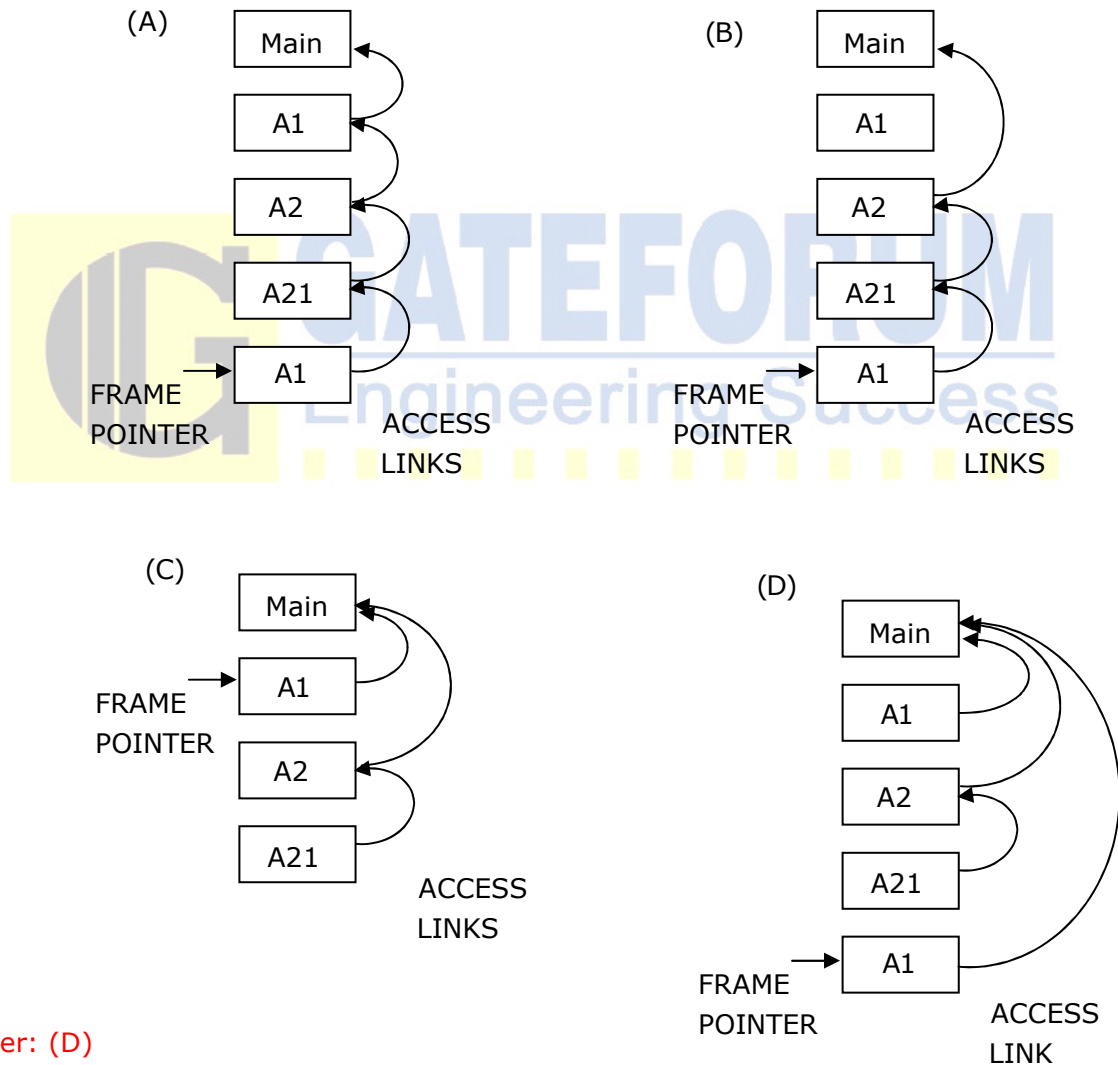 (A)
Main
A1
A2
A21
A1
FRAME
POINTER
ACCESS
LINKS
(B)
Main
A1
A2
A21
A1
FRAME
POINTER
ACCESS
LINKS
GATEFORUM
Engineering Success
(C)
Main
A1
FRAME
POINTER
A2
A21
ACCESS
LINKS
(D)
Main
A1
A2
A21
A1
FRAME
POINTER
ACCESS
LINK
er: (D)